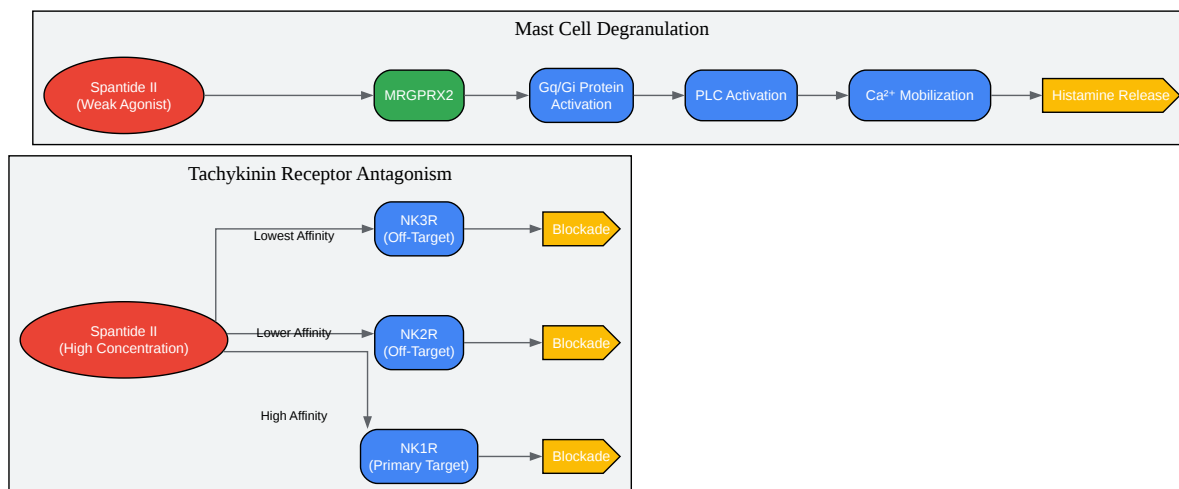 Mast Cell Degranulation
Spantide II
(Weak Agonist)
MRGPRX2
Gq/Gi Protein
Activation
PLC Activation
Ca²⁺ Mobilization
Histamine Release
Tachykinin Receptor Antagonism
Spantide II
(High Concentration)
Lowest Affinity
NK3R
(Off-Target)
Blockade
Lower Affinity
NK2R
(Off-Target)
Blockade
High Affinity
NK1R
(Primary Target)
Blockade